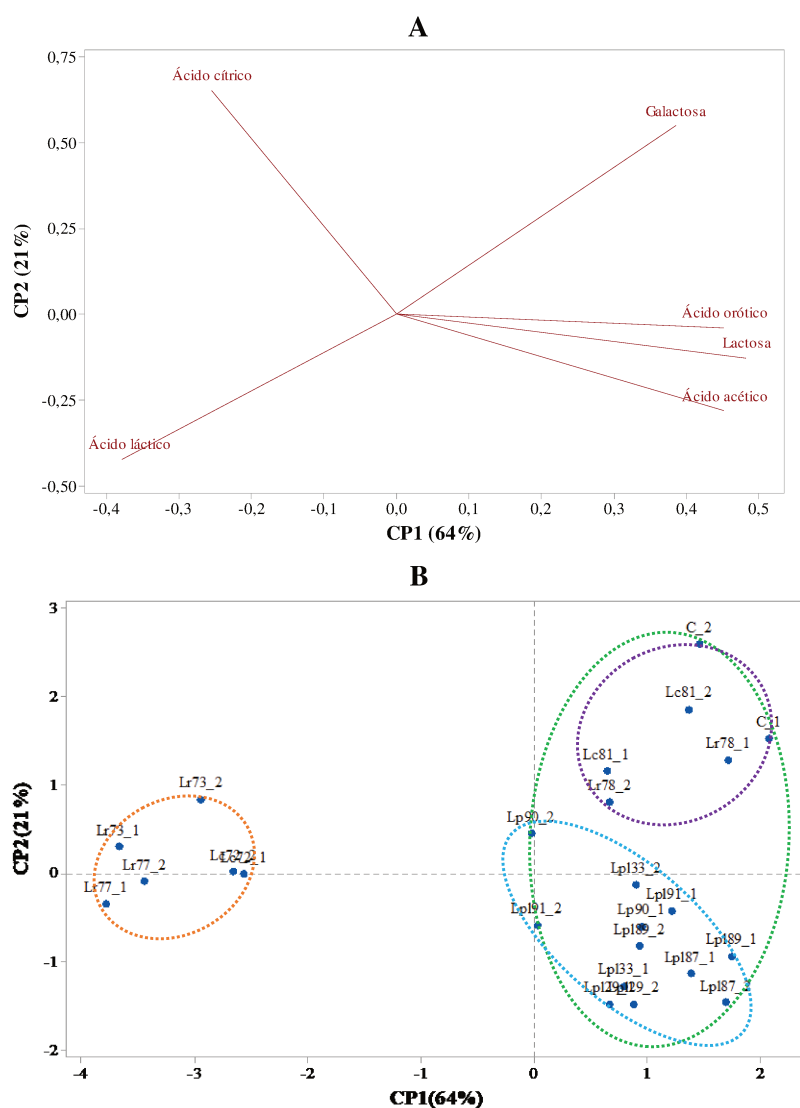 A
0,75
0,50
0,25
0,00
-0,25
-0,50
CP2 (21%)
Ácido cítrico
Galactosa
Ácido orótico
Lactosa
Ácido acético
Ácido láctico
-0,4 -0,3 -0,2 -0,1 0,0 0,1 0,2 0,3 0,4 0,5
CP1 (64%)
B
3
2
1
0
-1
-2
CP2(21%)
C_2
Lc81_2
C_1
Lr78_1
Lc81_1
Lr78_2
Lr73_2
Lp90_2
Lr73_1
Lr77_2
Lr77_1
Lpl33_2
Lpl91_1
Lpl91_2
Lp90_1
Lpl89_2
Lpl89_1
Lpl87_1
Lpl33_1
Lpl87_2
-4 -3 -2 -1 0 1 2
CP1(64%)